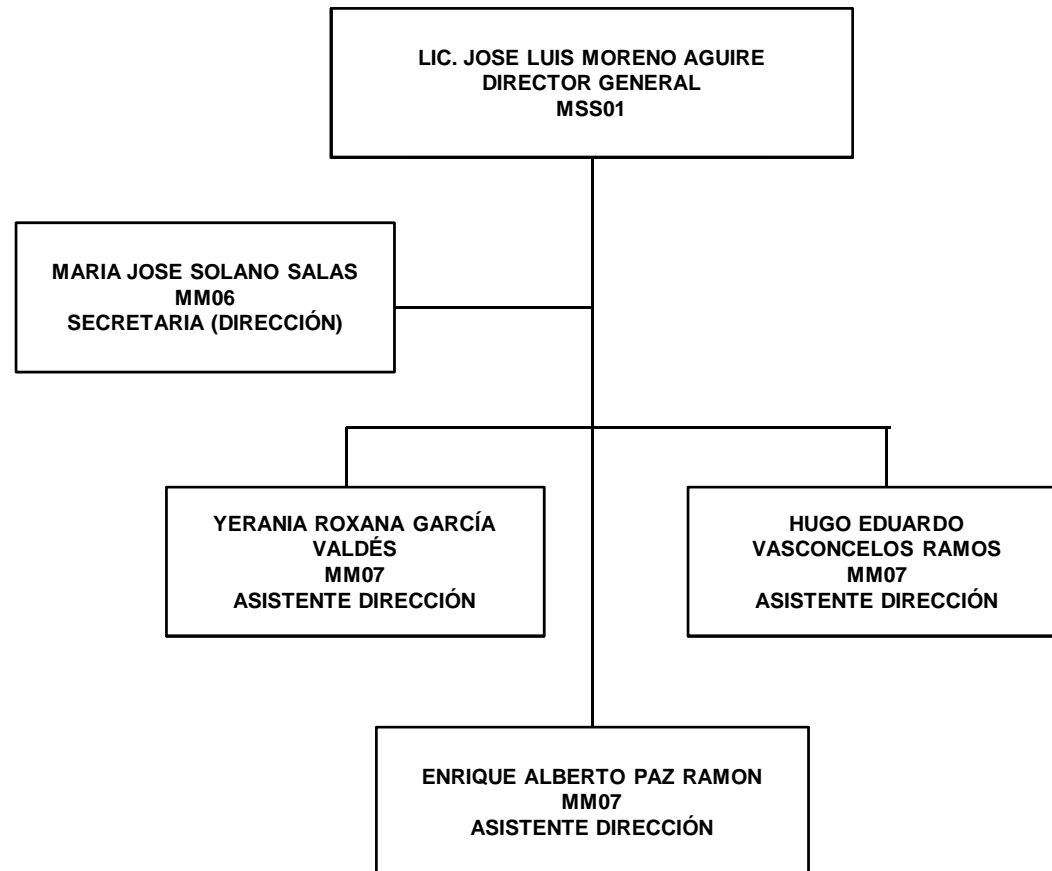 LIC. JOSE LUIS MORENO AGUIRE
DIRECTOR GENERAL
MSS01
MARIA JOSE SOLANO SALAS
MM06
SECRETARIA (DIRECCIÓN)
YERANIA ROXANA GARCÍA
VALDÉS
MM07
ASISTENTE DIRECCIÓN
HUGO EDUARDO
VASCONCELOS RAMOS
MM07
ASISTENTE DIRECCIÓN
ENRIQUE ALBERTO PAZ RAMON
MM07
ASISTENTE DIRECCIÓN